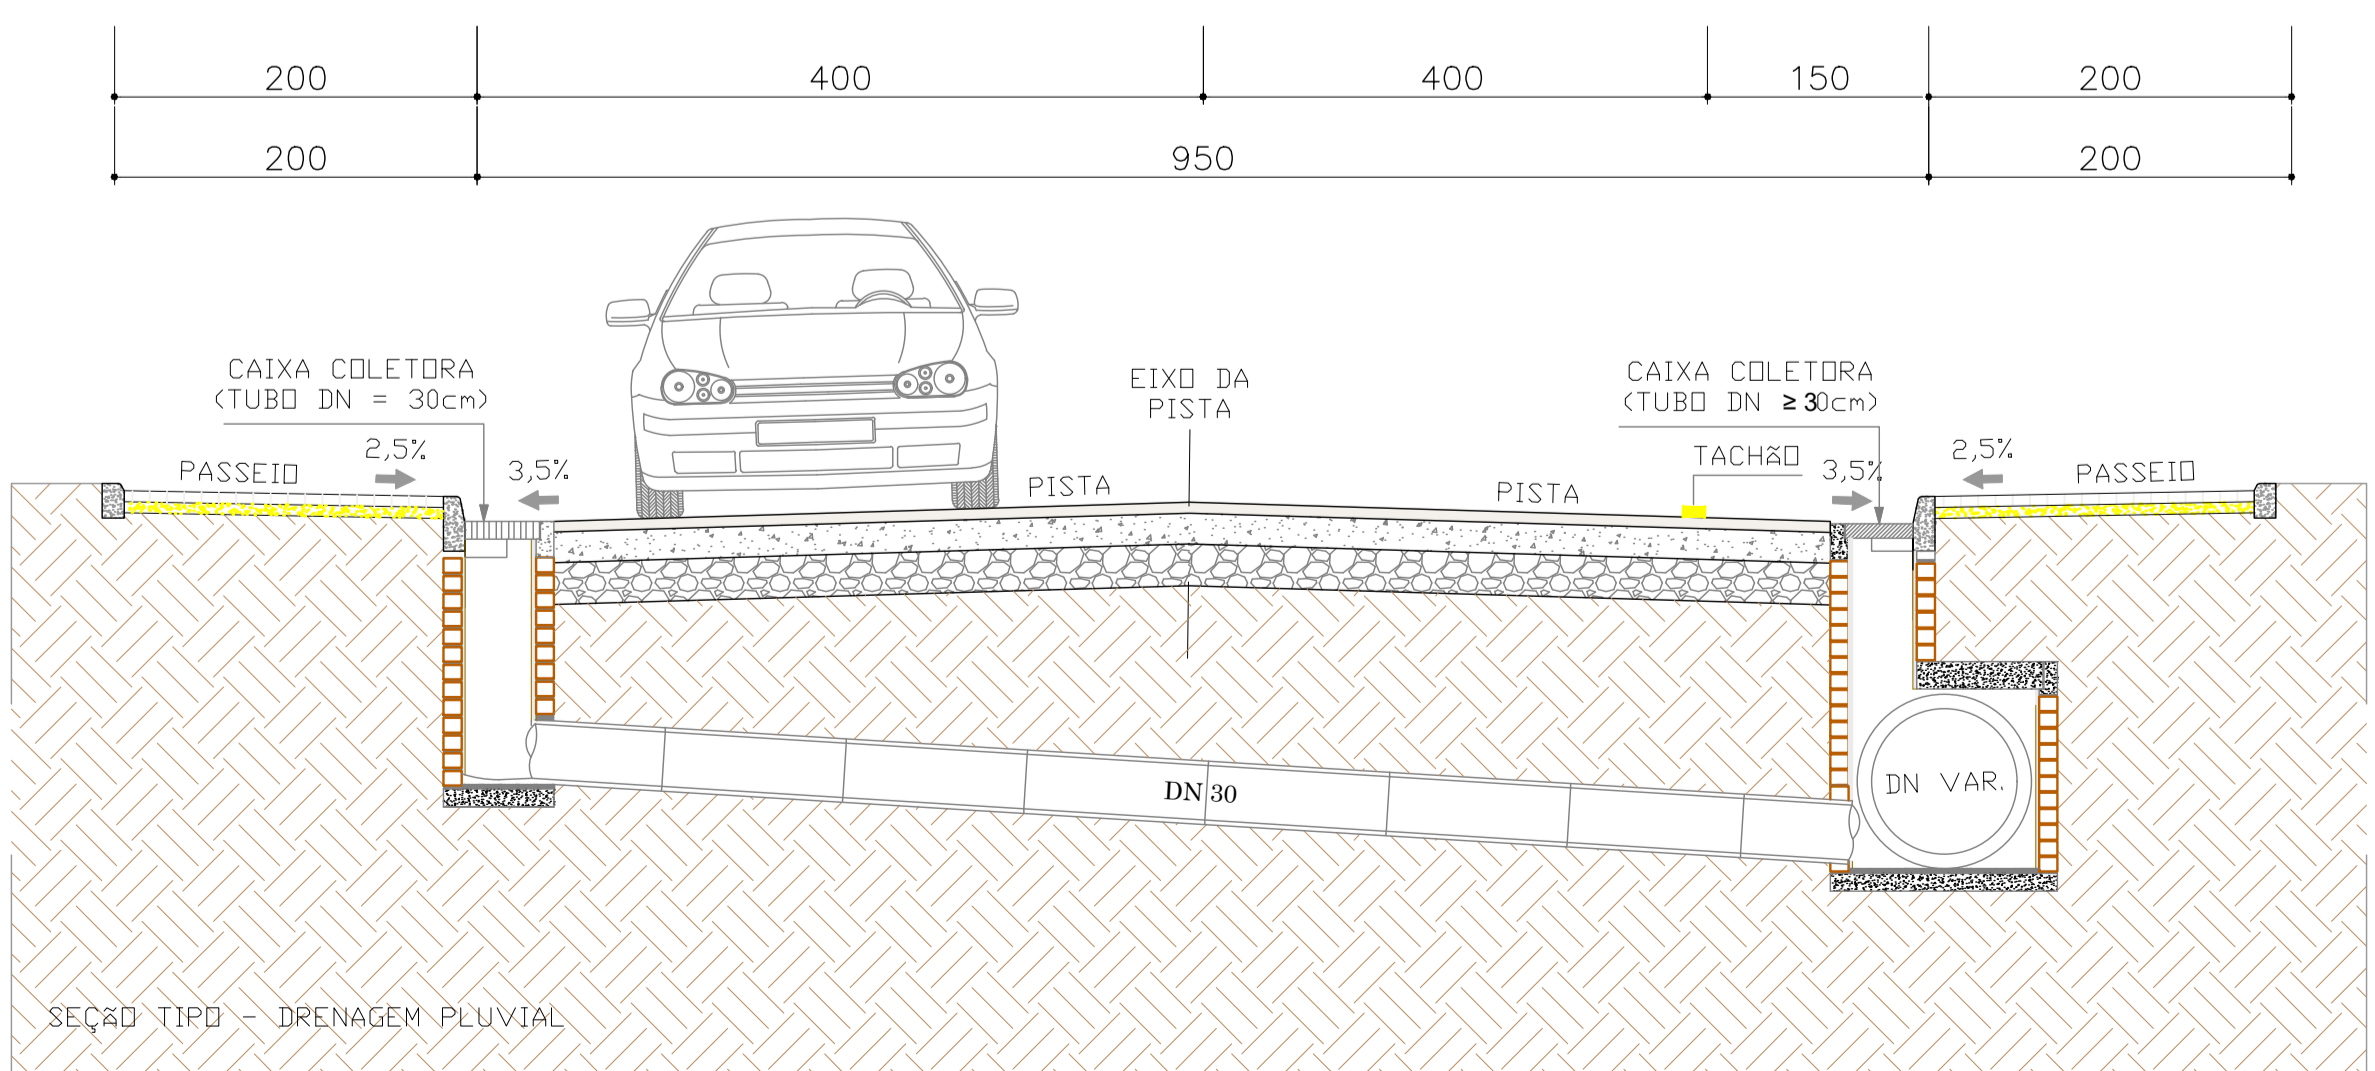 200 400 400 150 200
200 950 200
CAIXA COLETORA
(TUBO DN = 30cm)
EIXO DA
PISTA
CAIXA COLETORA
(TUBO DN ≥30cm)
PASSEIO
2,5%
3,5%
PISTA
PISTA
TACHÃO
3,5%
2,5%
PASSEIO
DN 30
DN VAR.
SEÇÃO TIPO - DRENAGEM PLUVIAL